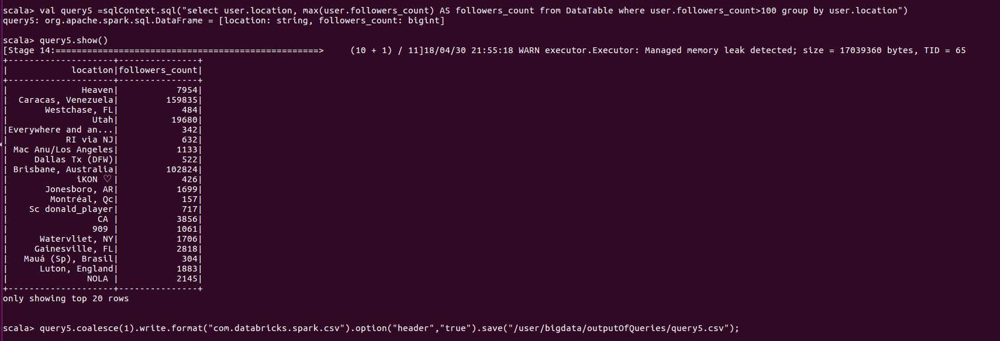 scala> val query5 =sqlContext.sql("select user.location, max(user.followers_count) AS followers_count from DataTable where user.followers_count>100 group by user.location")
query5: org.apache.spark.sql.DataFrame = [location: string, followers_count: bigint]
scala> query5.show()
[Stage 14:==================================================>     (10 + 1) / 11]18/04/30 21:55:18 WARN executor.Executor: Managed memory leak detected; size = 17039360 bytes, TID = 65
+--------------------+---------------+
|            location|followers_count|
+--------------------+---------------+
|              Heaven|           7954|
|  Caracas, Venezuela|         159835|
|       Westchase, FL|            484|
|                Utah|          19680|
|Everywhere and an...|            342|
|           RI via NJ|            632|
| Mac Anu/Los Angeles|           1133|
|     Dallas Tx (DFW)|            522|
| Brisbane, Australia|         102824|
|             iKON ♡ |            426|
|       Jonesboro, AR|           1699|
|        Montréal, Qc|            157|
|    Sc donald_player|            717|
|                 CA |           3856|
|                909 |           1061|
|      Watervliet, NY|           1706|
|     Gainesville, FL|           2818|
|   Mauá (Sp), Brasil|            304|
|      Luton, England|           1883|
|               NOLA |           2145|
+--------------------+---------------+
only showing top 20 rows
scala> query5.coalesce(1).write.format("com.databricks.spark.csv").option("header","true").save("/user/bigdata/outputOfQueries/query5.csv");